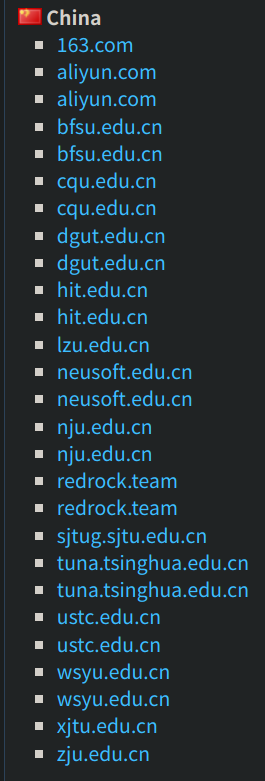 China
163.com
aliyun.com
aliyun.com
bfsu.edu.cn
bfsu.edu.cn
cqu.edu.cn
cqu.edu.cn
dgut.edu.cn
dgut.edu.cn
hit.edu.cn
hit.edu.cn
lzu.edu.cn
neusoft.edu.cn
neusoft.edu.cn
nju.edu.cn
nju.edu.cn
redrock.team
redrock.team
sjtug.sjtu.edu.cn
tuna.tsinghua.edu.cn
tuna.tsinghua.edu.cn
ustc.edu.cn
ustc.edu.cn
wsyu.edu.cn
wsyu.edu.cn
xjtu.edu.cn
zju.edu.cn